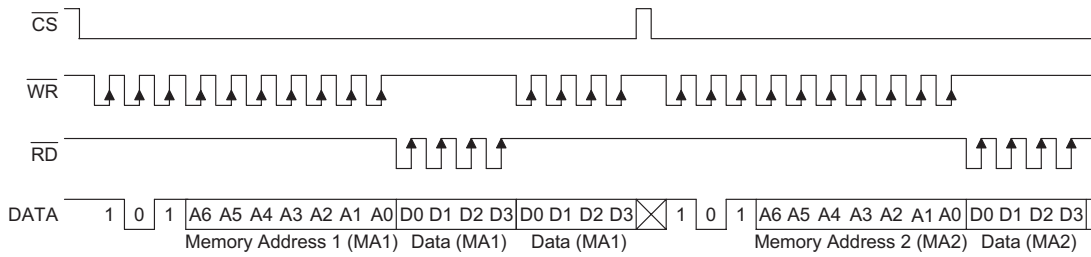 CS
WR
RD
DATA 1 0 1 A6 A5 A4 A3 A2 A1 A0 D0 D1 D2 D3 D0 D1 D2 D3 1 0 1 A6 A5 A4 A3 A2 A1 A0 D0 D1 D2 D3
Memory Address 1 (MA1) Data (MA1) Data (MA1) Memory Address 2 (MA2) Data (MA2)